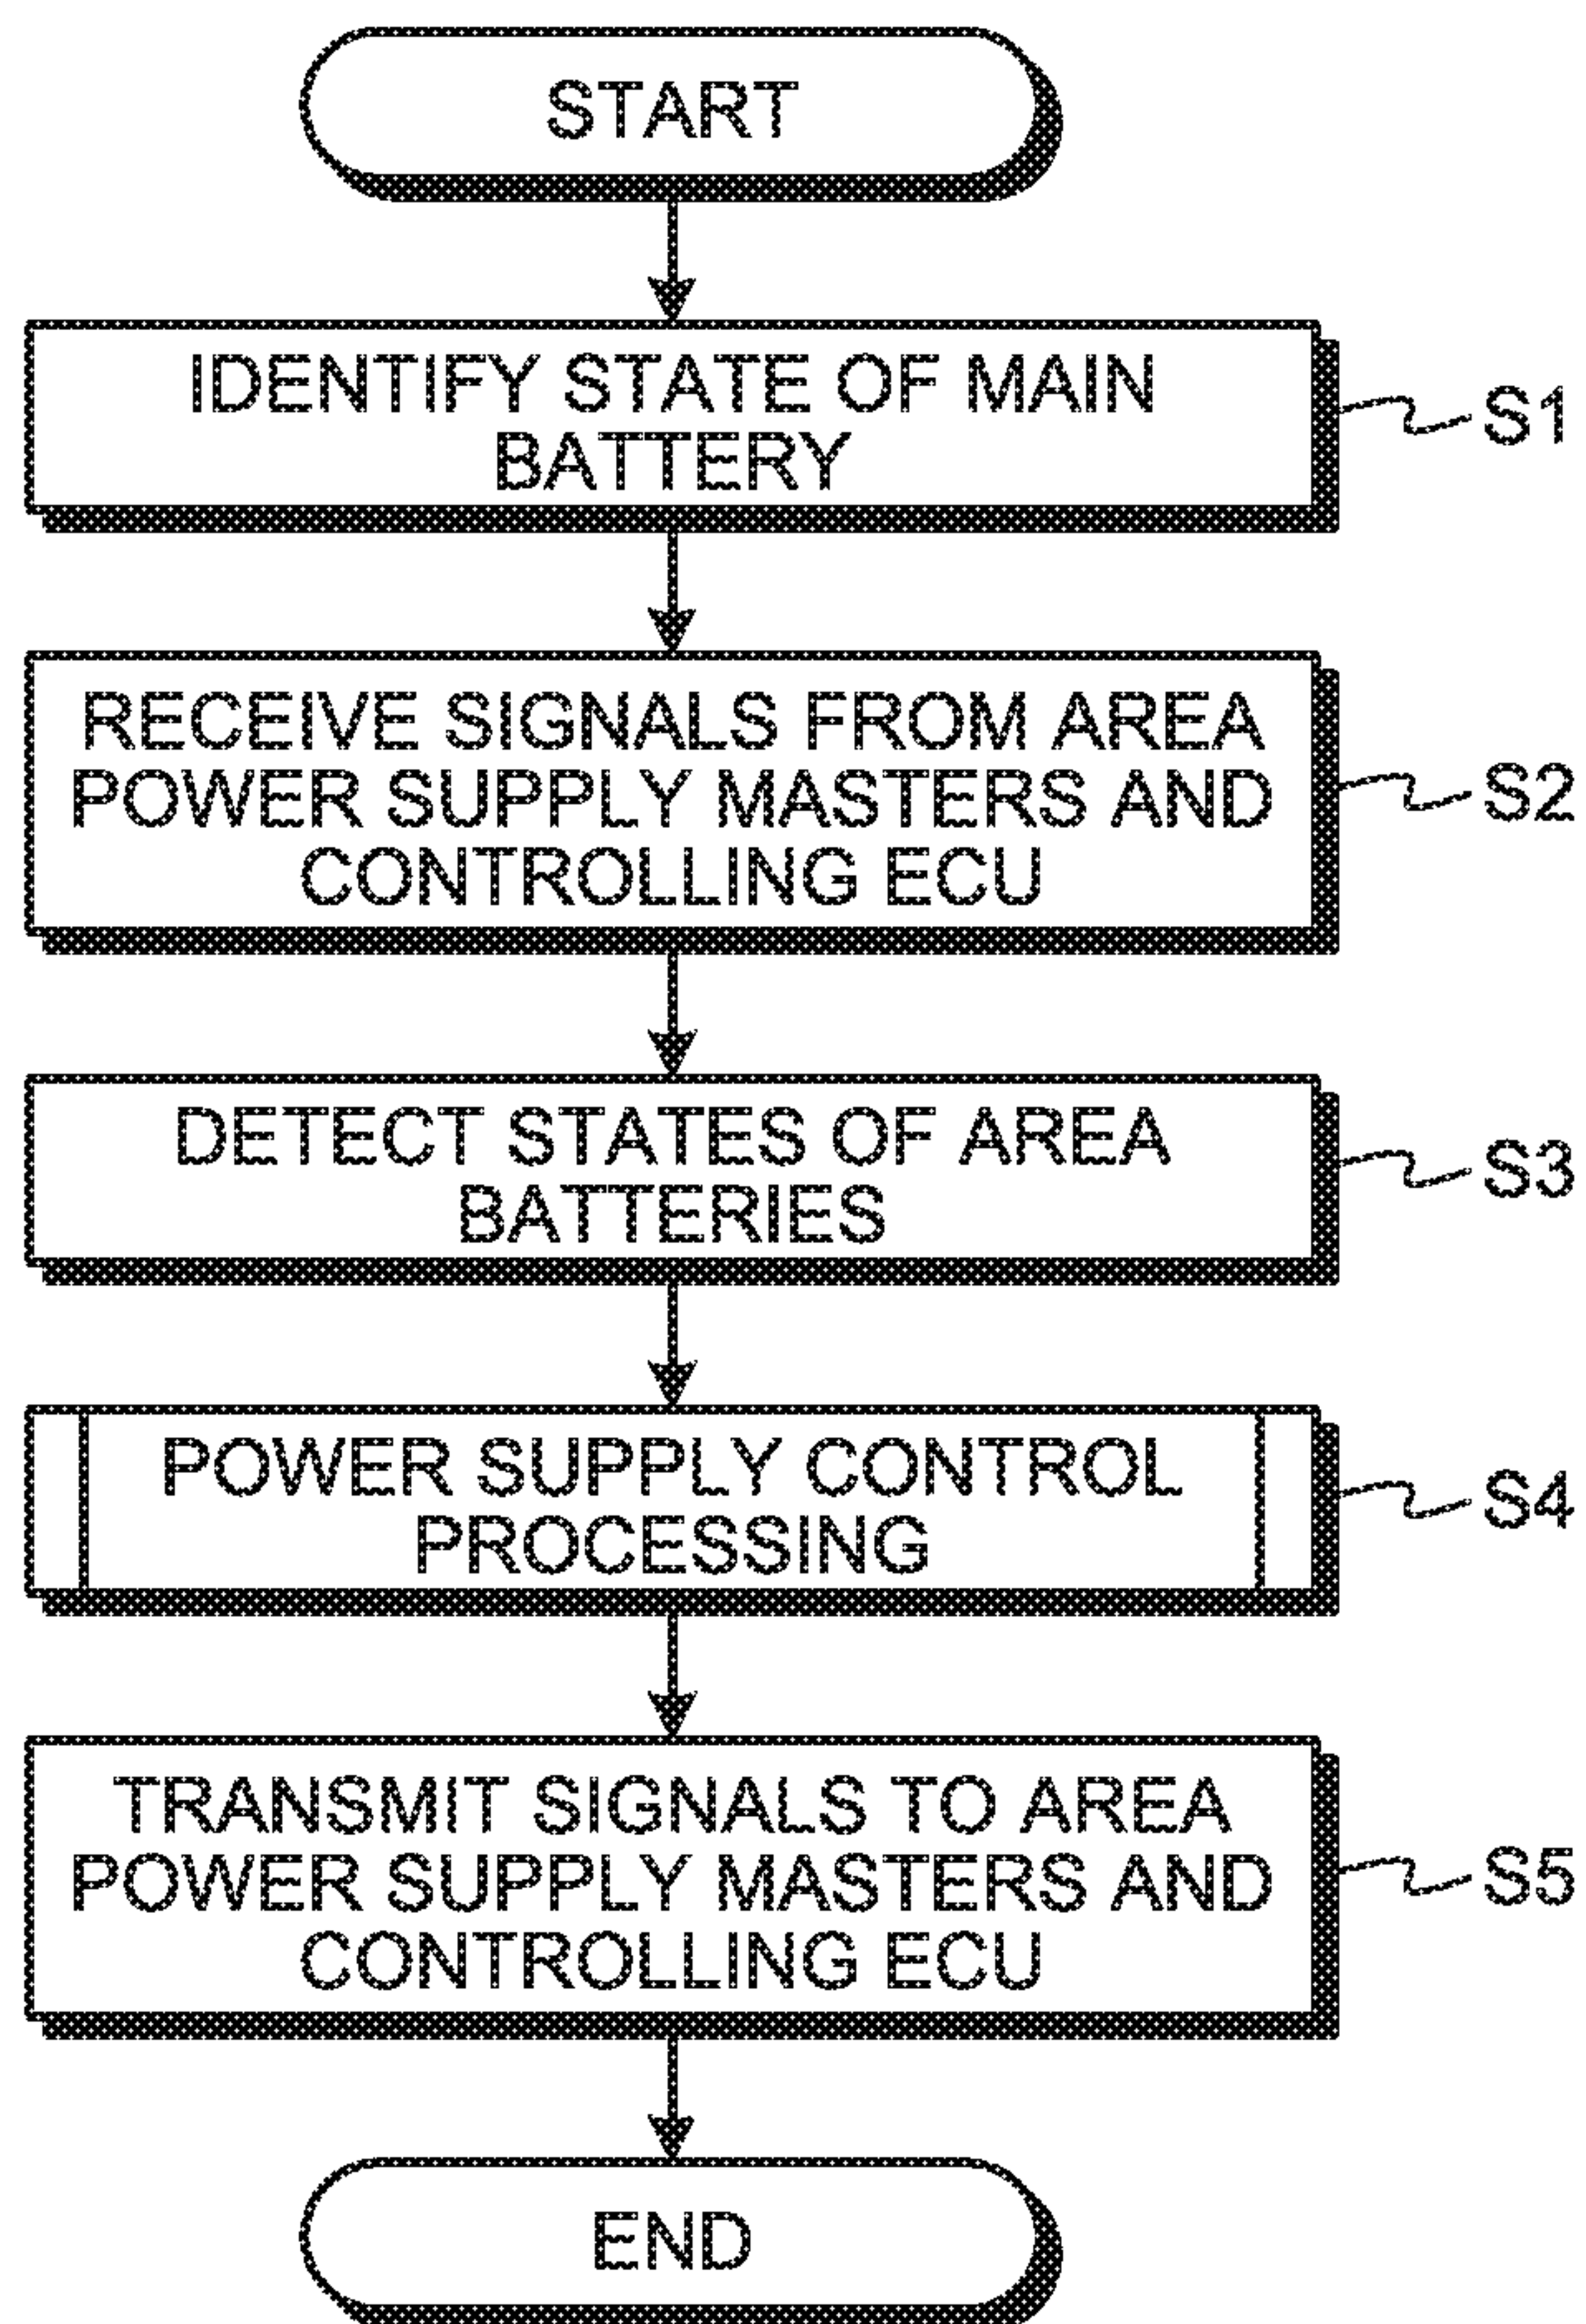 START
IDENTIFY STATE OF MAIN
BATTERY
S1
RECEIVE SIGNALS FROM AREA
POWER SUPPLY MASTERS AND
CONTROLLING ECU
S2
DETECT STATES OF AREA
BATTERIES
S3
POWER SUPPLY CONTROL
PROCESSING
S4
TRANSMIT SIGNALS TO AREA
POWER SUPPLY MASTERS AND
CONTROLLING ECU
S5
END